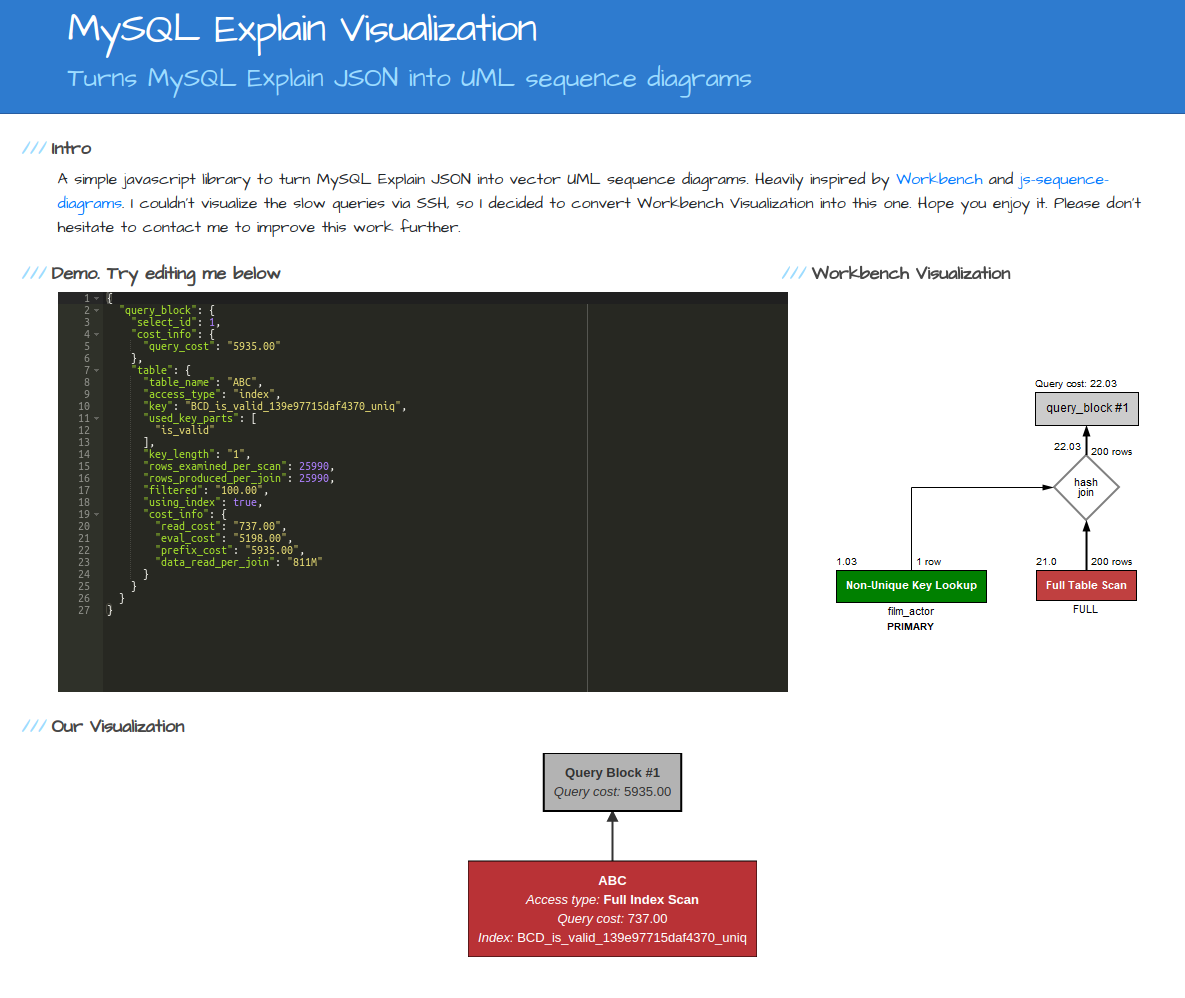 MySQL Explain Visualization
Turns MySQL Explain JSON into UML sequence diagrams
/// Intro
A simple javascript library to turn MySQL Explain JSON into vector UML sequence diagrams. Heavily inspired by Workbench and js-sequence-
diagrams. I couldn't visualize the slow queries via SSH, so I decided to convert Workbench Visualization into this one. Hope you enjoy it. Please don't
hesitate to contact me to improve this work further.
/// Demo. Try editing me below
1 {
2 "query_block": {
3 "select_id": 1,
4 "cost_info": {
5 "query_cost": "5935.00"
6 },
7 "table": {
8 "table_name": "ABC",
9 "access_type": "index",
10 "key": "BCD_is_valid_139e97715daf4370_uniq",
11 "used_key_parts": [
12 "is_valid"
13 ],
14 "key_length": "1",
15 "rows_examined_per_scan": 25990,
16 "rows_produced_per_join": 25990,
17 "filtered": "100.00",
18 "using_index": true,
19 "cost_info": {
20 "read_cost": "737.00",
21 "eval_cost": "5198.00",
22 "prefix_cost": "5935.00",
23 "data_read_per_join": "811M"
24 }
25 }
26 }
27 }
/// Workbench Visualization
Query cost: 22.03
query_block #1
22.03 200 rows
hash
join
1.03 1 row
21.0 200 rows
Non-Unique Key Lookup
Full Table Scan
film_actor
FULL
PRIMARY
/// Our Visualization
Query Block #1
Query cost: 5935.00
ABC
Access type: Full Index Scan
Query cost: 737.00
Index: BCD_is_valid_139e97715daf4370_uniq